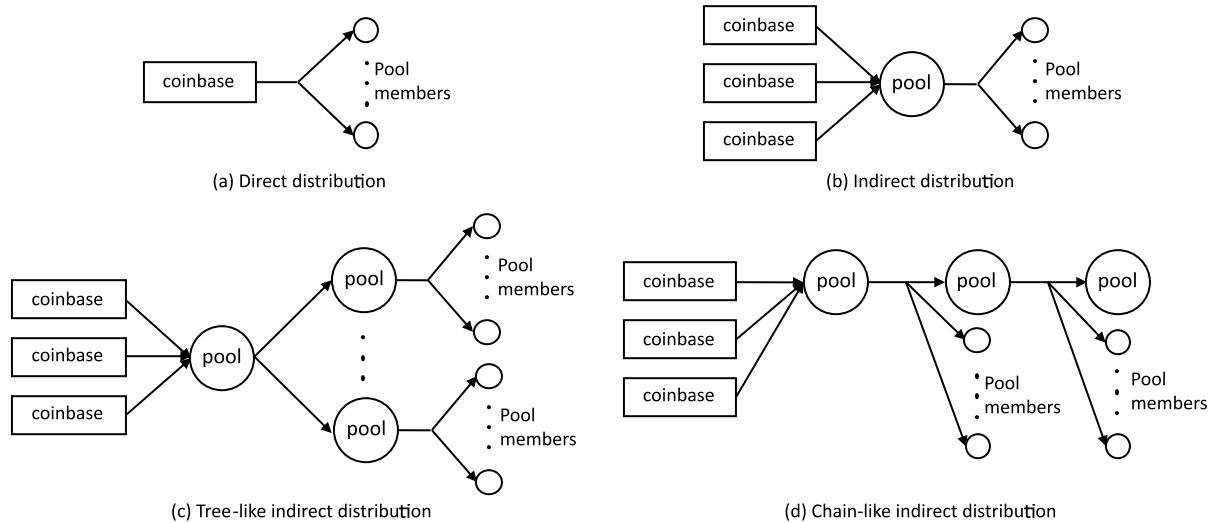 coinbase
Pool
members
(a) Direct distribution
coinbase
coinbase
coinbase
pool
Pool
members
(b) Indirect distribution
coinbase
coinbase
coinbase
pool
pool
Pool
members
pool
Pool
members
(c) Tree-like indirect distribution
coinbase
coinbase
coinbase
pool
pool
pool
Pool
members
Pool
members
(d) Chain-like indirect distribution